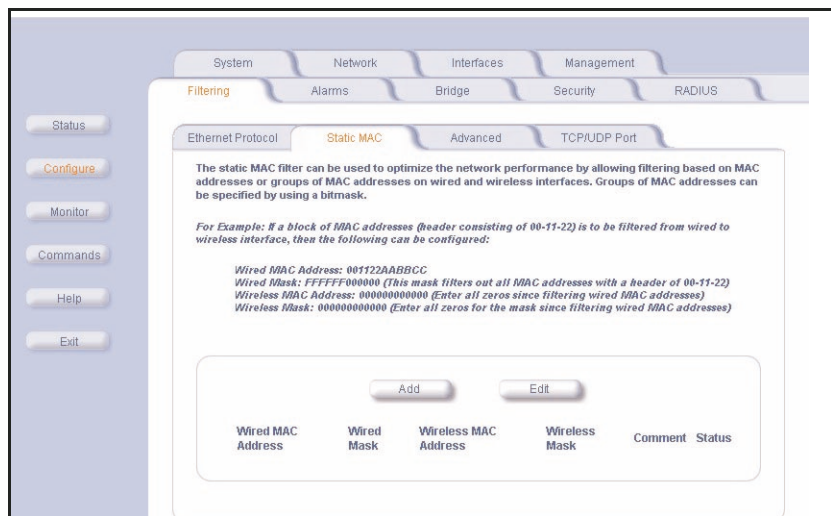 System Network Interfaces Management
Filtering Alarms Bridge Security RADIUS
Status
Configure
Monitor
Commands
Help
Exit
Ethernet Protocol Static MAC Advanced TCP/UDP Port
The static MAC filter can be used to optimize the network performance by allowing filtering based on MAC
addresses or groups of MAC addresses on wired and wireless interfaces. Groups of MAC addresses can
be specified by using a bitmask.
For Example: If a block of MAC addresses (header consisting of 00-11-22) is to be filtered from wired to
wireless interface, then the following can be configured:
Wired MAC Address: 001122AABBCC
Wired Mask: FFFFFF000000 (This mask filters out all MAC addresses with a header of 00-11-22)
Wireless MAC Address: 000000000000 (Enter all zeros since filtering wired MAC addresses)
Wireless Mask: 000000000000 (Enter all zeros for the mask since filtering wired MAC addresses)
Add Edit
Wired MAC Wired Wireless MAC Wireless Comment Status
Address Mask Address Mask